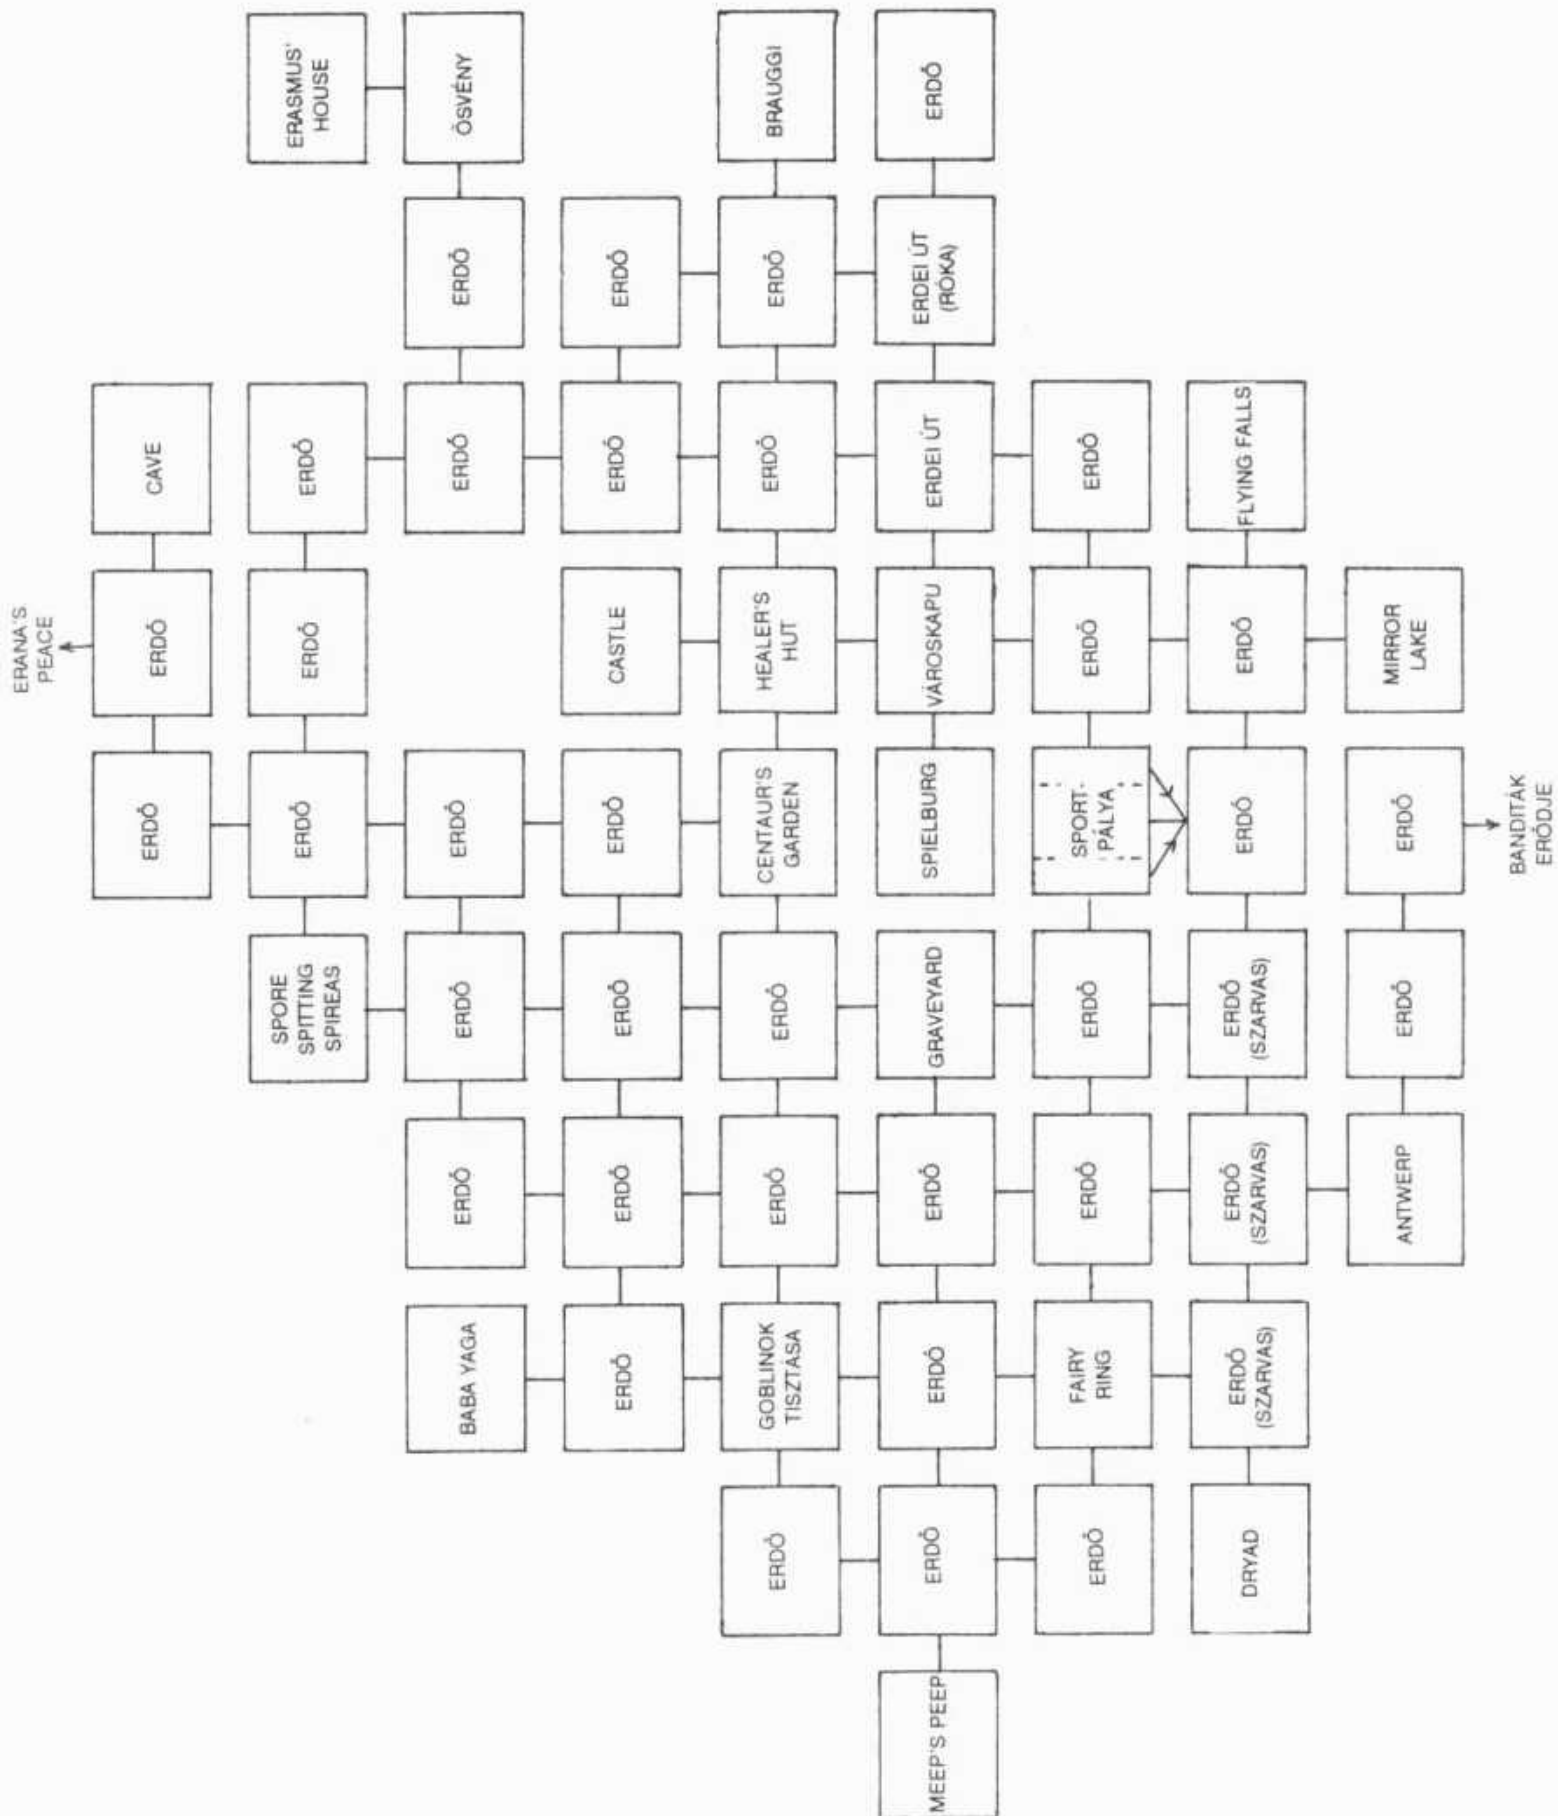 ERANA'S
PEACE
ERDŐ
ERDŐ
CAVE
SPORE
SPITTING
SPIREAS
ERDŐ
ERDŐ
ERDŐ
ERASMUS'
HOUSE
BABA YAGA
ERDŐ
ERDŐ
ERDŐ
ERDŐ
ERDŐ
ÖSVÉNY
ERDŐ
ERDŐ
ERDŐ
ERDŐ
CASTLE
ERDŐ
ERDŐ
ERDŐ
GOBLINOK
TISZTÁSA
ERDŐ
ERDŐ
CENTAUR'S
GARDEN
HEALER'S
HUT
ERDŐ
ERDŐ
BRAUGGI
MEEP'S PEEP
ERDŐ
ERDŐ
ERDŐ
GRAVEYARD
SPIELBURG
VÁROSKAPU
ERDEI ÚT
ERDEI ÚT
(RÓKA)
ERDŐ
ERDŐ
FAIRY
RING
ERDŐ
ERDŐ
SPORT-
PÁLYA
ERDŐ
ERDŐ
DRYAD
ERDŐ
(SZARVAS)
ERDŐ
(SZARVAS)
ERDŐ
(SZARVAS)
ERDŐ
ERDŐ
FLYING FALLS
ANTWERP
ERDŐ
ERDŐ
MIRROR
LAKE
BANDITÁK
ERŐDJE